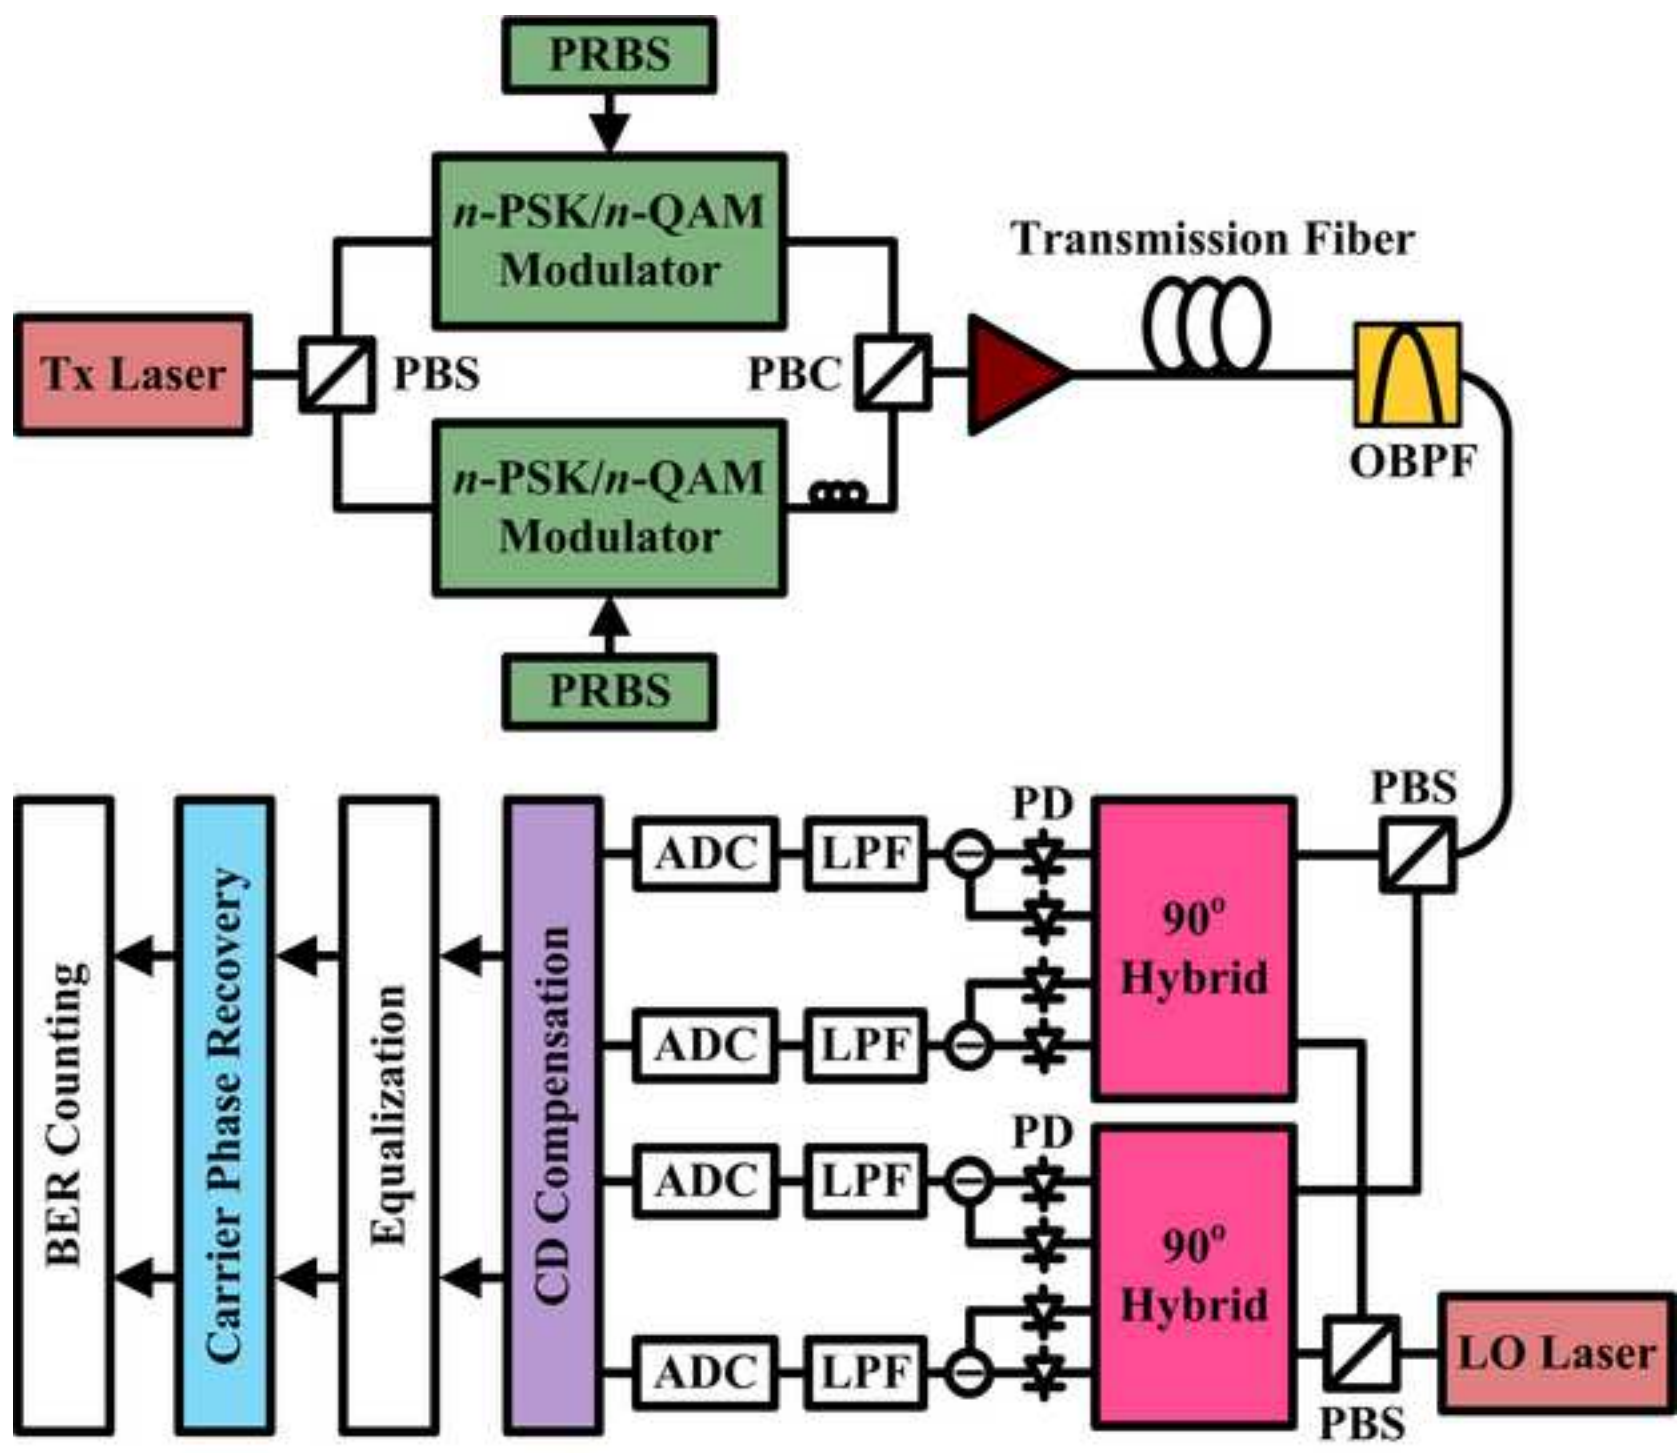 PRBS
n-PSK/n-QAM
Modulator
Transmission Fiber
Tx Laser
PBS
PBC
OBPF
n-PSK/n-QAM
Modulator
PRBS
PBS
PD
ADC
LPF
90o
Hybrid
ADC
LPF
PD
ADC
LPF
90o
Hybrid
ADC
LPF
LO Laser
PBS
BER Counting
Carrier Phase Recovery
Equalization
CD Compensation